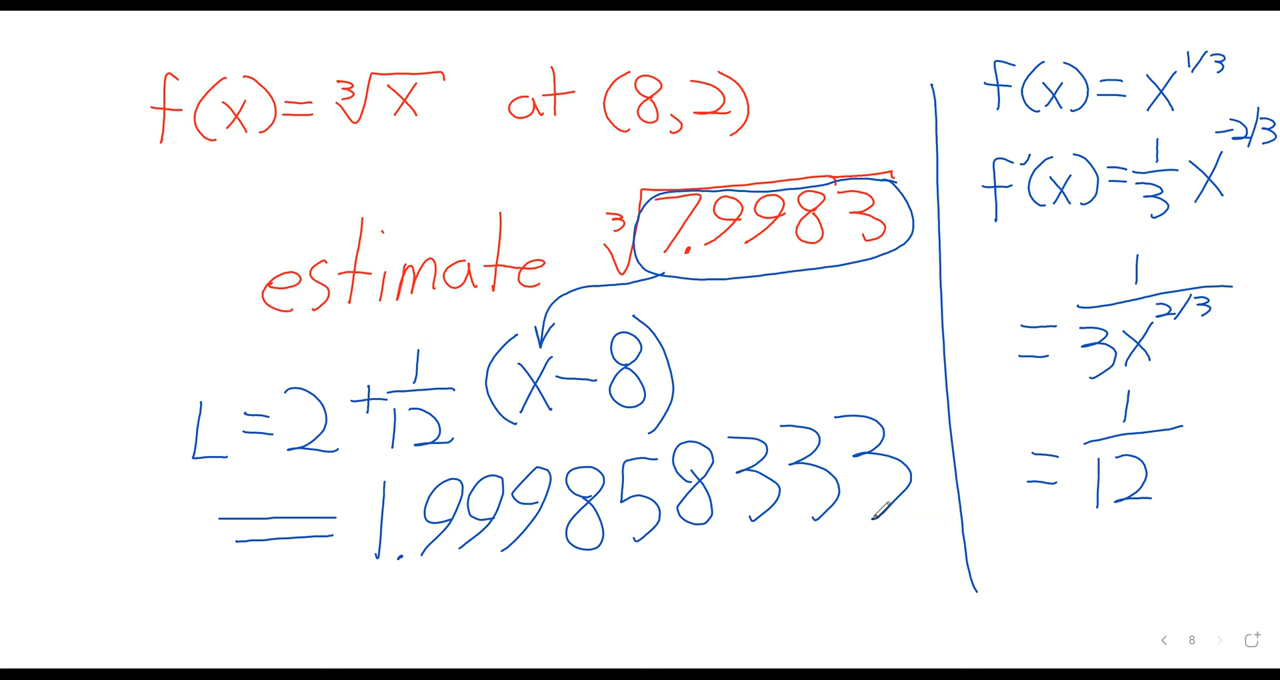 f(x) = ∛x at (8,2)
estimate ∛7.9983
L = 2 + 1/12 (x-8)
= 1.999858333
f(x) = x^1/3
f'(x) = 1/3 x^-2/3
= 1/3x^2/3
= 1/12
8